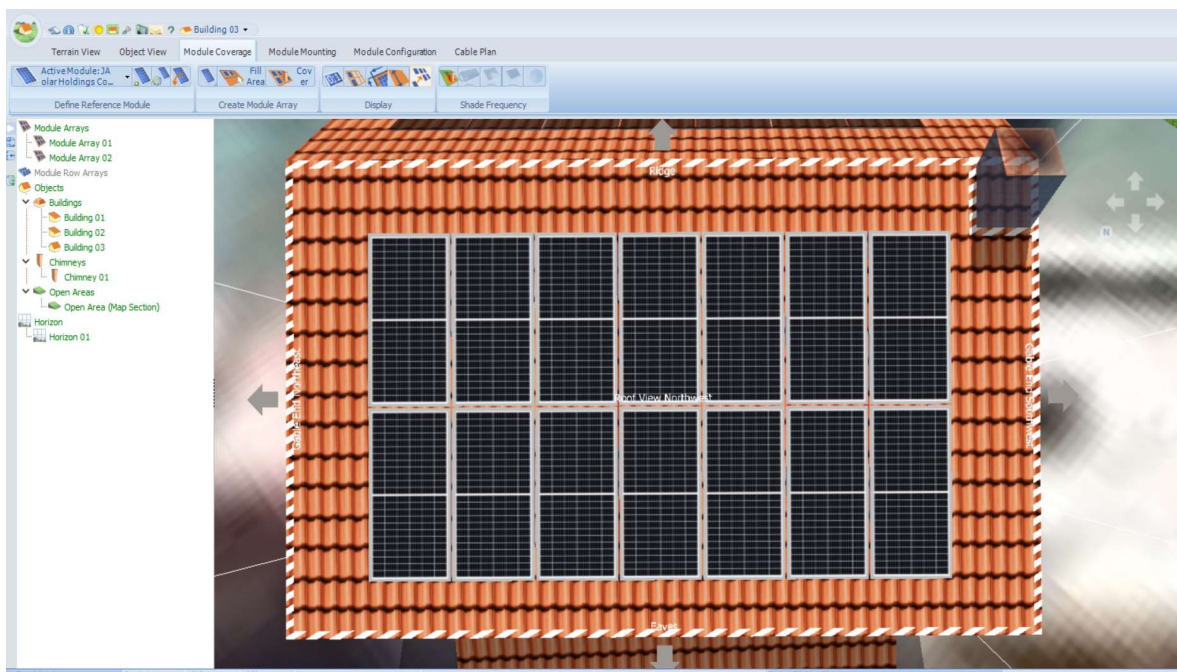 ? Building 03
Terrain View Object View Module Coverage Module Mounting Module Configuration Cable Plan
Active Module: JA
olar Holdings Co...
Fill
Area
Cov
er
Define Reference Module Create Module Array Display Shade Frequency
Module Arrays
Module Array 01
Module Array 02
Module Row Arrays
Objects
Buildings
Building 01
Building 02
Building 03
Chimneys
Chimney 01
Open Areas
Open Area (Map Section)
Horizon
Horizon 01
Ridge
N
Gable End Northeast
Roof View Northwest
Gable End Southwest
Eaves